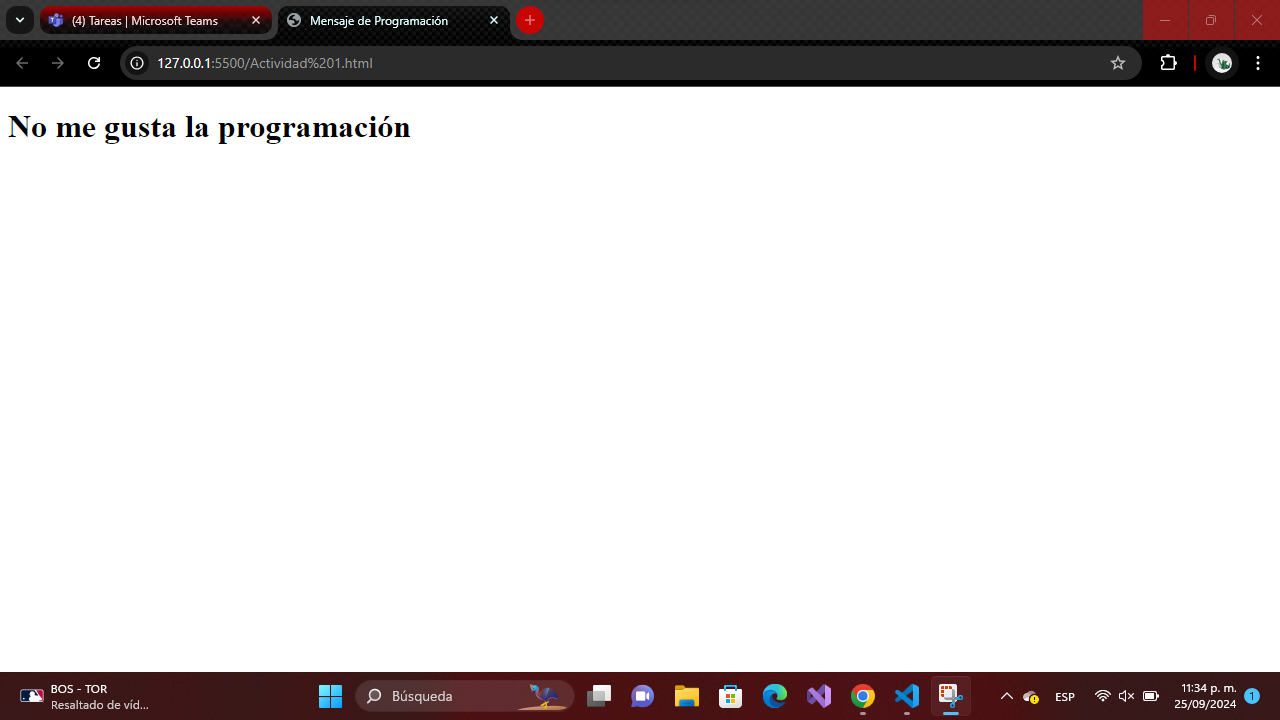 (4) Tareas | Microsoft Teams
Mensaje de Programación
127.0.0.1:5500/Actividad%201.html
No me gusta la programación
BOS - TOR
Resaltado de víd...
Búsqueda
ESP
11:34 p. m.
25/09/2024
1